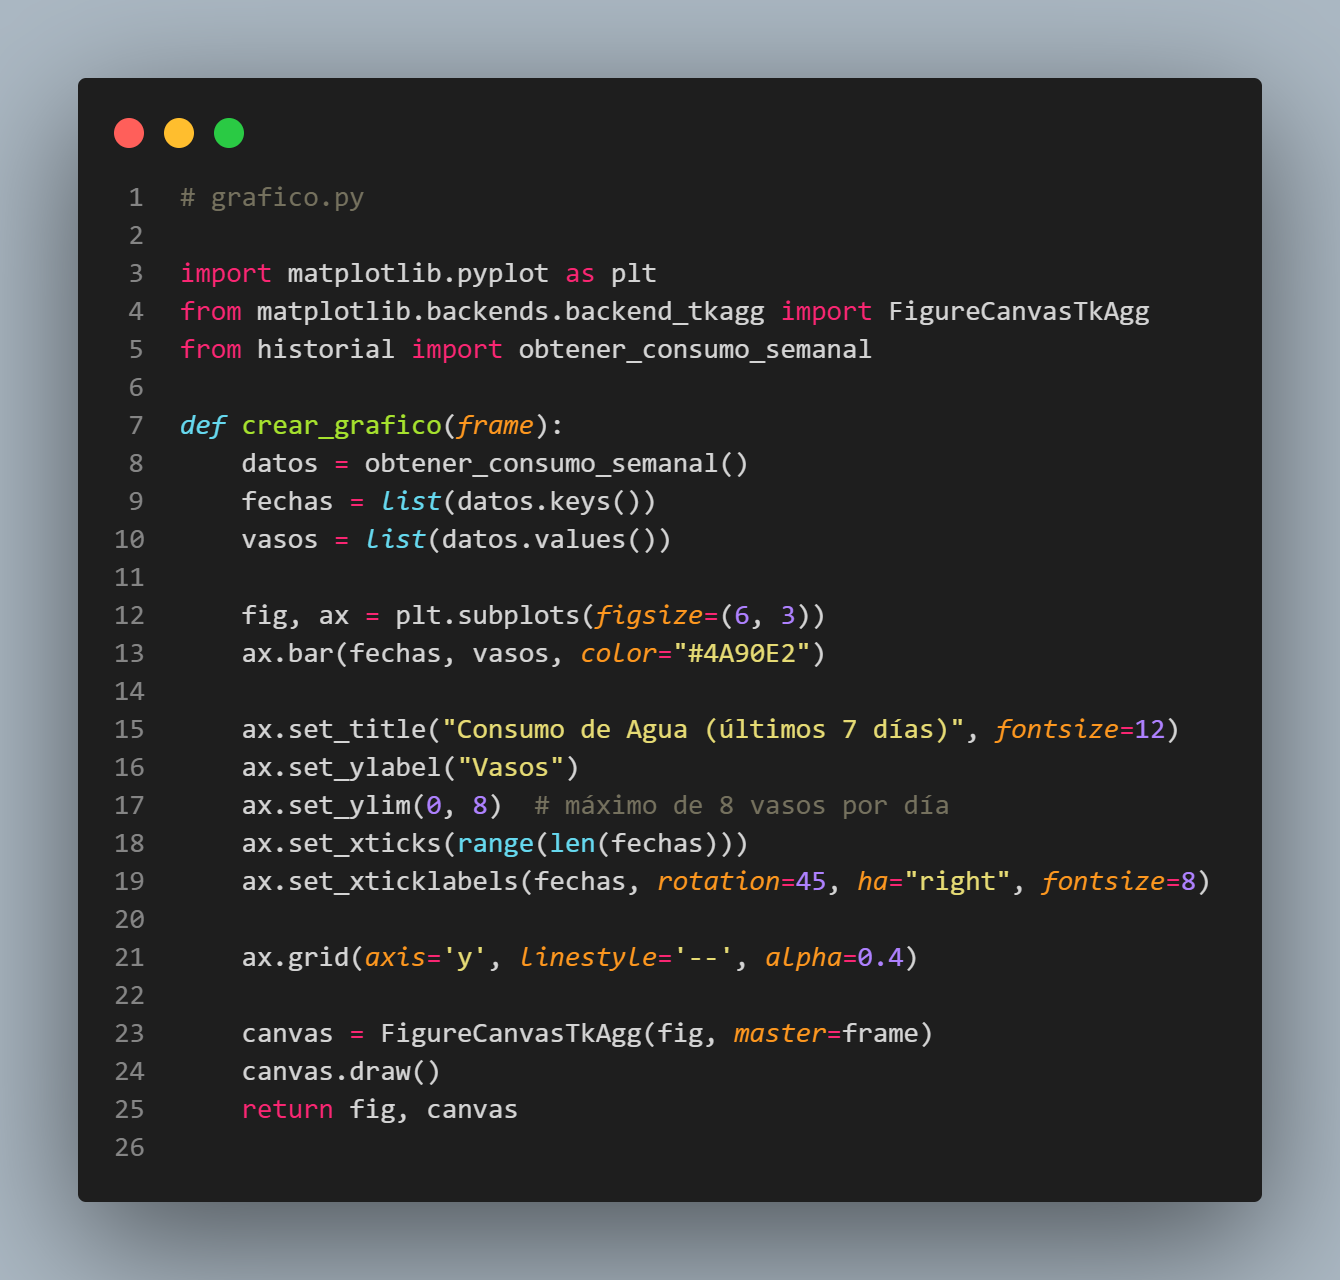 1 # grafico.py
2
3 import matplotlib.pyplot as plt
4 from matplotlib.backends.backend_tkagg import FigureCanvasTkAgg
5 from historial import obtener_consumo_semanal
6
7 def crear_grafico(frame):
8     datos = obtener_consumo_semanal()
9     fechas = list(datos.keys())
10     vasos = list(datos.values())
11
12     fig, ax = plt.subplots(figsize=(6, 3))
13     ax.bar(fechas, vasos, color="#4A90E2")
14
15     ax.set_title("Consumo de Agua (últimos 7 días)", fontsize=12)
16     ax.set_ylabel("Vasos")
17     ax.set_ylim(0, 8)  # máximo de 8 vasos por día
18     ax.set_xticks(range(len(fechas)))
19     ax.set_xticklabels(fechas, rotation=45, ha="right", fontsize=8)
20
21     ax.grid(axis='y', linestyle='--', alpha=0.4)
22
23     canvas = FigureCanvasTkAgg(fig, master=frame)
24     canvas.draw()
25     return fig, canvas
26